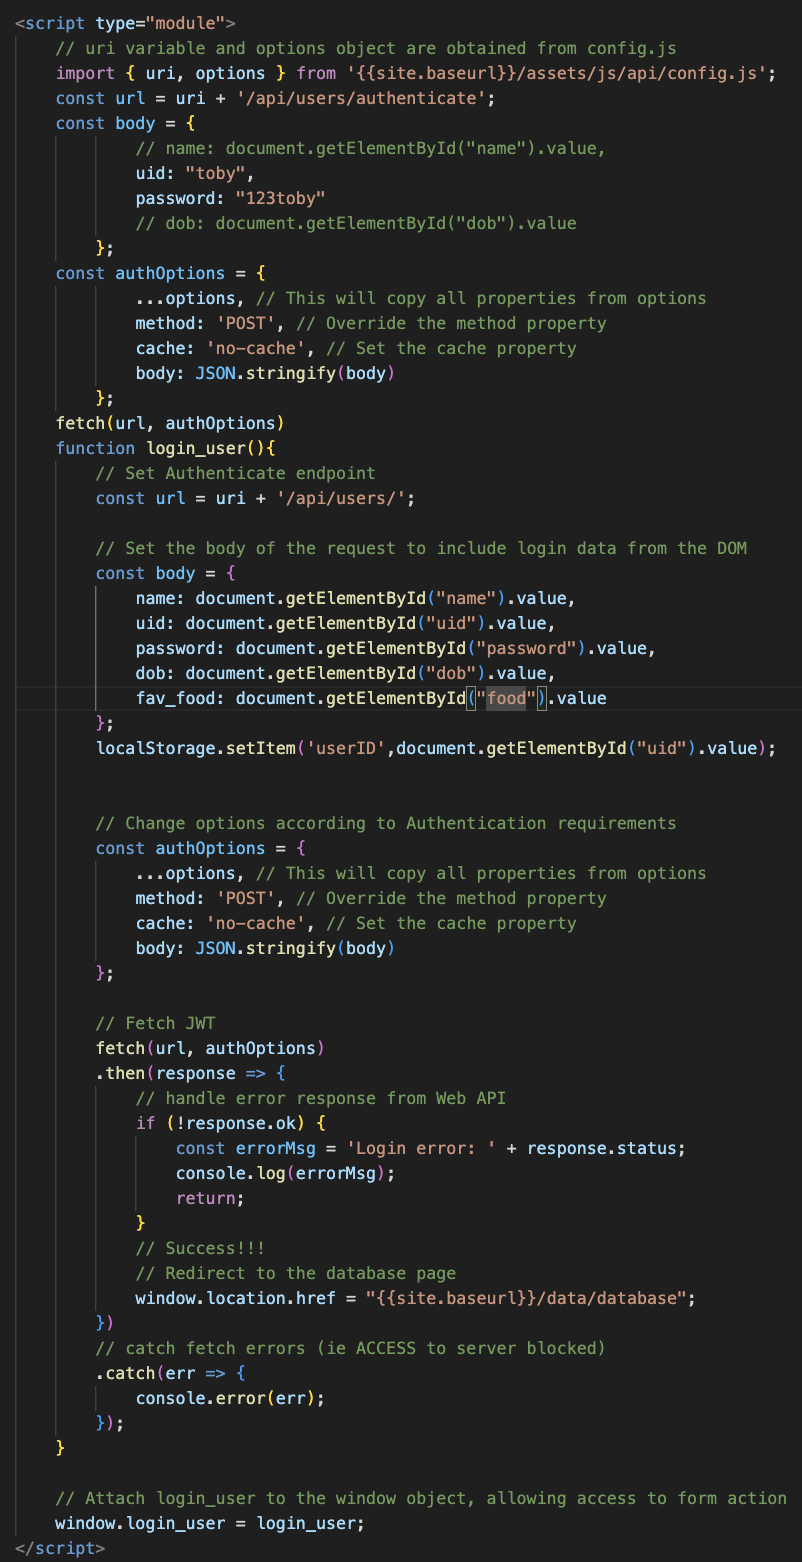 <script type="module">
    // uri variable and options object are obtained from config.js
    import { uri, options } from '{{site.baseurl}}/assets/js/api/config.js';
    const url = uri + '/api/users/authenticate';
    const body = {
            // name: document.getElementById("name").value,
            uid: "toby",
            password: "123toby"
            // dob: document.getElementById("dob").value
        };
    const authOptions = {
            ...options, // This will copy all properties from options
            method: 'POST', // Override the method property
            cache: 'no-cache', // Set the cache property
            body: JSON.stringify(body)
        };
    fetch(url, authOptions)
    function login_user(){
        // Set Authenticate endpoint
        const url = uri + '/api/users/';

        // Set the body of the request to include login data from the DOM
        const body = {
            name: document.getElementById("name").value,
            uid: document.getElementById("uid").value,
            password: document.getElementById("password").value,
            dob: document.getElementById("dob").value,
            fav_food: document.getElementById("food").value
        };
        localStorage.setItem('userID',document.getElementById("uid").value);


        // Change options according to Authentication requirements
        const authOptions = {
            ...options, // This will copy all properties from options
            method: 'POST', // Override the method property
            cache: 'no-cache', // Set the cache property
            body: JSON.stringify(body)
        };

        // Fetch JWT
        fetch(url, authOptions)
        .then(response => {
            // handle error response from Web API
            if (!response.ok) {
                const errorMsg = 'Login error: ' + response.status;
                console.log(errorMsg);
                return;
            }
            // Success!!!
            // Redirect to the database page
            window.location.href = "{{site.baseurl}}/data/database";
        })
        // catch fetch errors (ie ACCESS to server blocked)
        .catch(err => {
            console.error(err);
        });
    }

    // Attach login_user to the window object, allowing access to form action
    window.login_user = login_user;
</script>